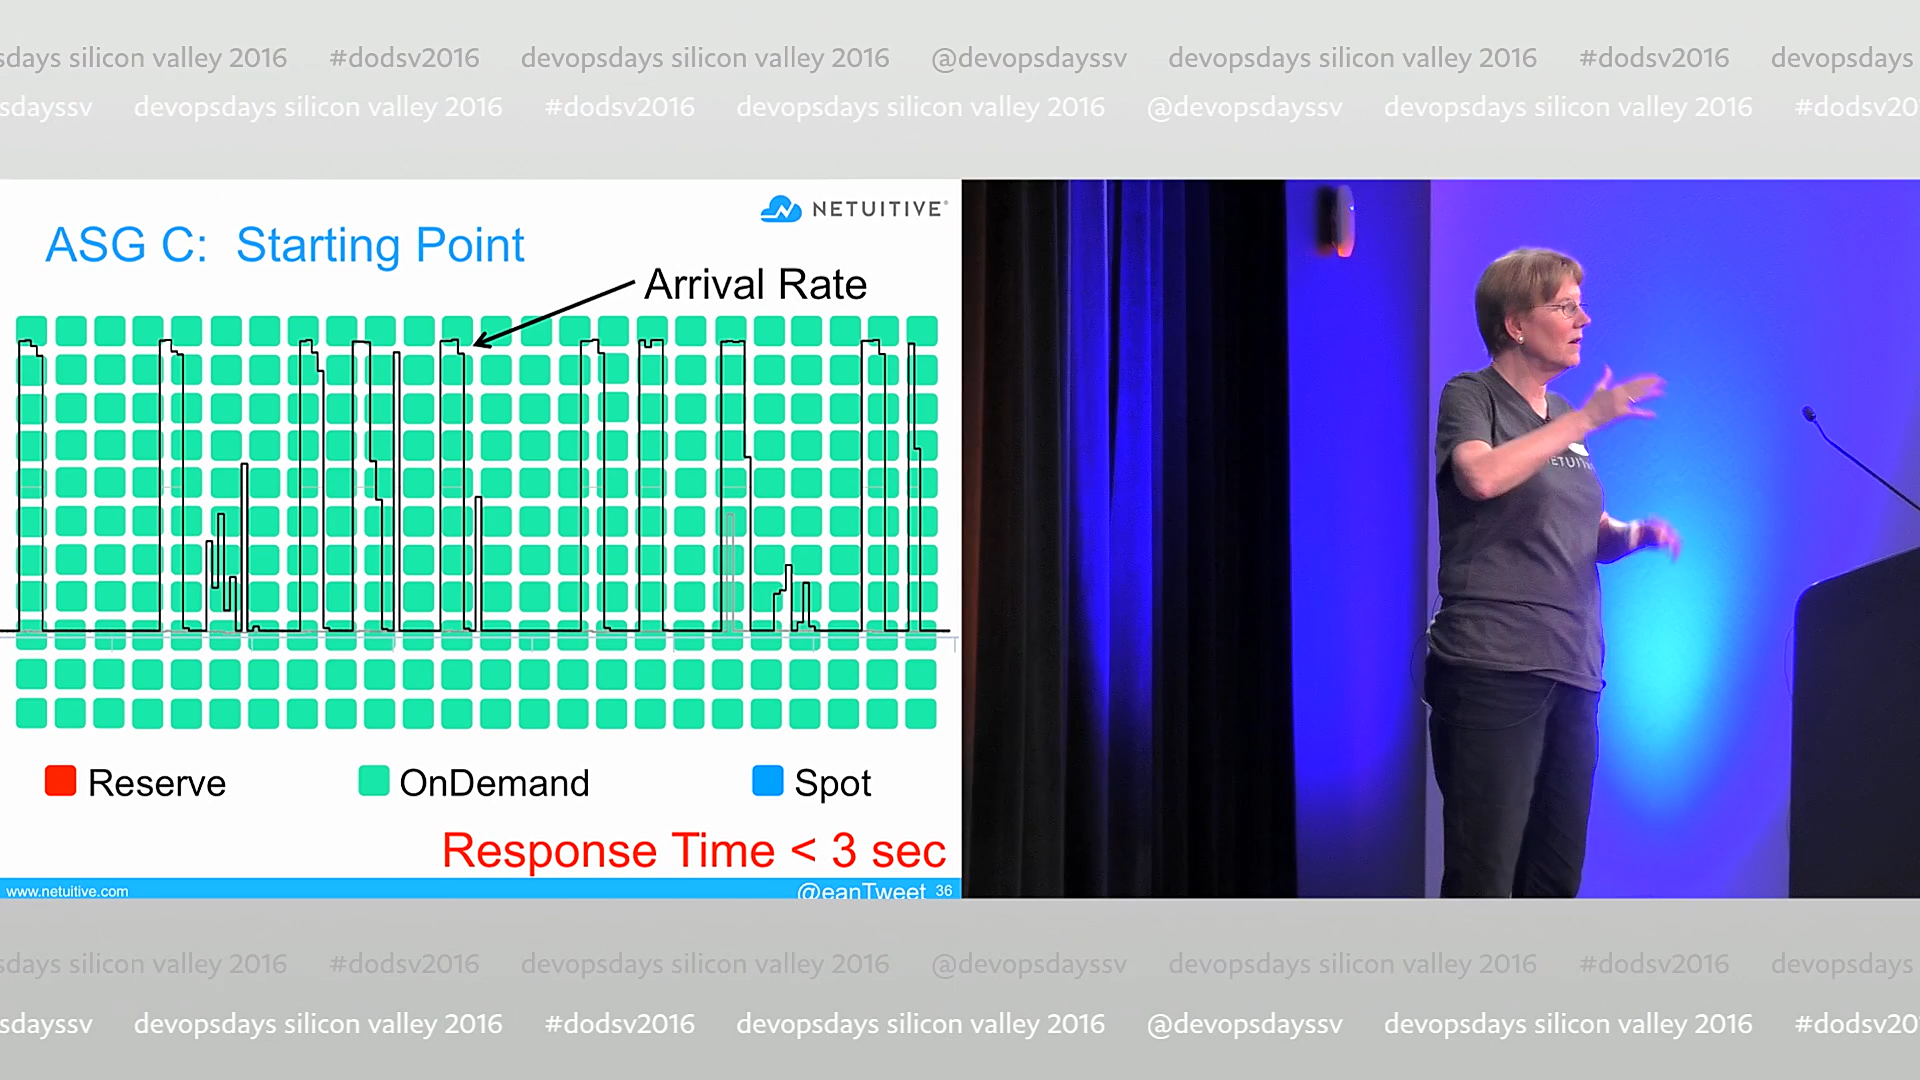 sdays silicon valley 2016 #dodsv2016 devopsdays silicon valley 2016 @devopsdayssv devopsdays silicon valley 2016 #dodsv2016 devopsdays
sdayssv devopsdays silicon valley 2016 #dodsv2016 devopsdays silicon valley 2016 @devopsdayssv devopsdays silicon valley 2016 #dodsv20
NETUITIVE®
ASG C: Starting Point
Arrival Rate
Reserve OnDemand Spot
Response Time < 3 sec
www.netuitive.com @eanTweet 36
sdays silicon valley 2016 #dodsv2016 devopsdays silicon valley 2016 @devopsdayssv devopsdays silicon valley 2016 #dodsv2016 devopsdays
sdayssv devopsdays silicon valley 2016 #dodsv2016 devopsdays silicon valley 2016 @devopsdayssv devopsdays silicon valley 2016 #dodsv20